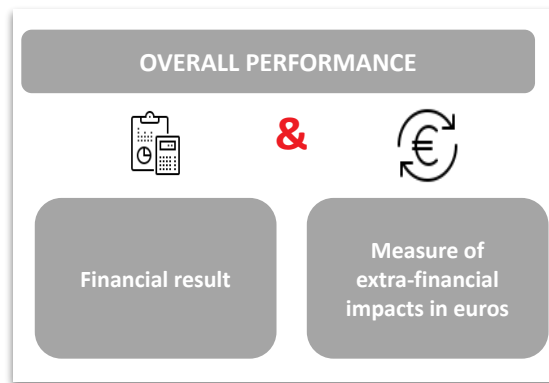 OVERALL PERFORMANCE
&
€
Financial result
Measure of
extra-financial
impacts in euros